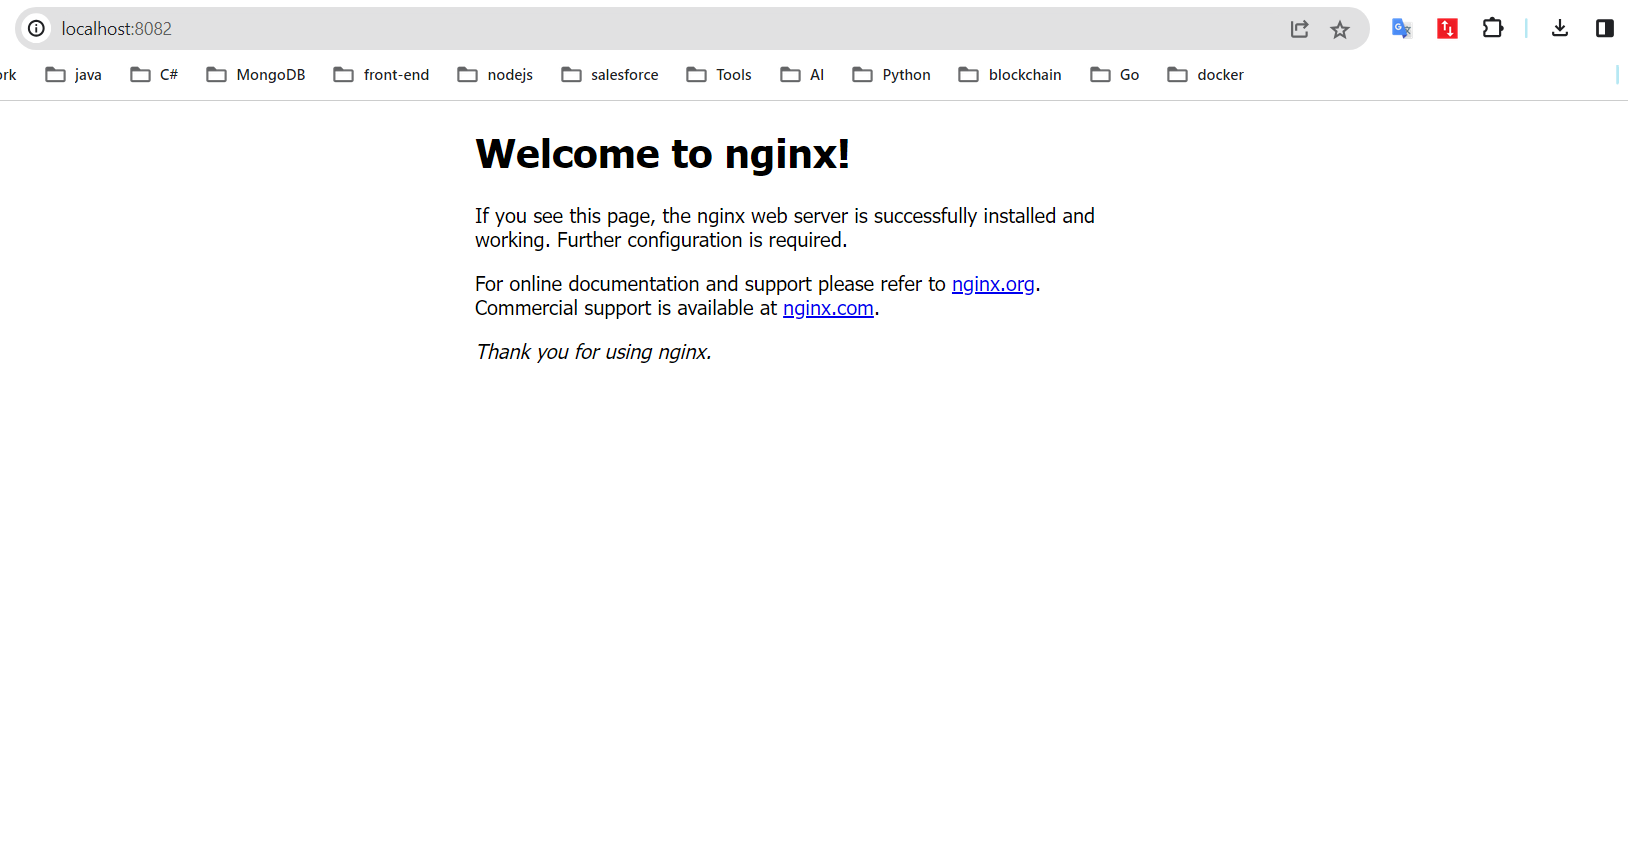 localhost:8082
ork java C# MongoDB front-end nodejs salesforce Tools AI Python blockchain Go docker
Welcome to nginx!
If you see this page, the nginx web server is successfully installed and
working. Further configuration is required.
For online documentation and support please refer to nginx.org.
Commercial support is available at nginx.com.
Thank you for using nginx.